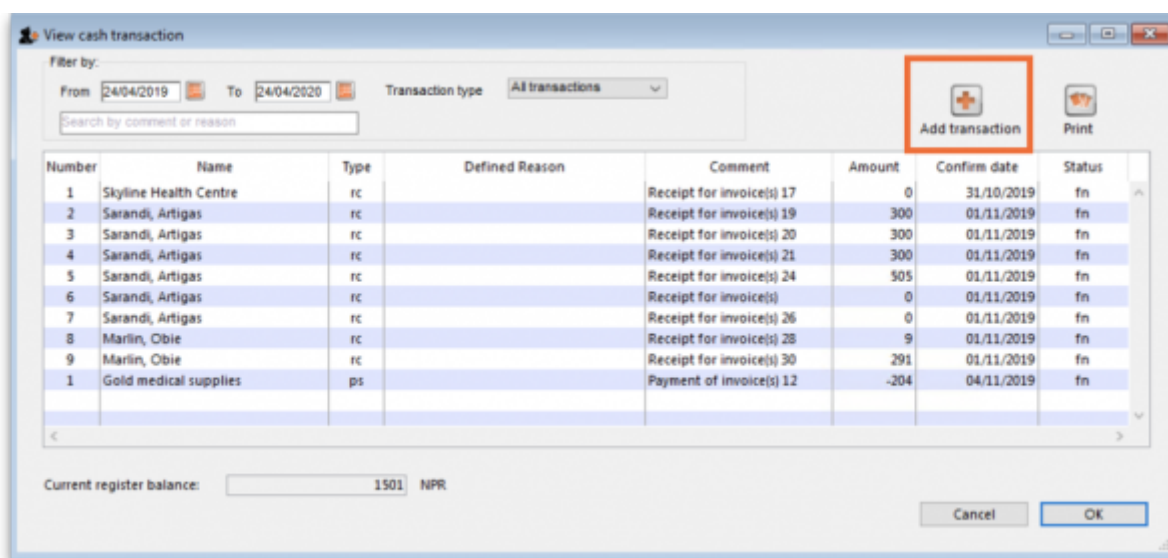 View cash transaction
Filter by:
From 24/04/2019 To 24/04/2020 Transaction type All transactions
Search by comment or reason
Add transaction Print
Number Name Type Defined Reason Comment Amount Confirm date Status
1 Skyline Health Centre rc Receipt for invoice(s) 17 0 31/10/2019 fn
2 Sarandi, Artigas rc Receipt for invoice(s) 19 300 01/11/2019 fn
3 Sarandi, Artigas rc Receipt for invoice(s) 20 300 01/11/2019 fn
4 Sarandi, Artigas rc Receipt for invoice(s) 21 300 01/11/2019 fn
5 Sarandi, Artigas rc Receipt for invoice(s) 24 505 01/11/2019 fn
6 Sarandi, Artigas rc Receipt for invoice(s) 0 01/11/2019 fn
7 Sarandi, Artigas rc Receipt for invoice(s) 26 0 01/11/2019 fn
8 Marlin, Obie rc Receipt for invoice(s) 28 9 01/11/2019 fn
9 Marlin, Obie rc Receipt for invoice(s) 30 291 01/11/2019 fn
1 Gold medical supplies ps Payment of invoice(s) 12 -204 04/11/2019 fn
Current register balance: 1501 NPR
Cancel OK